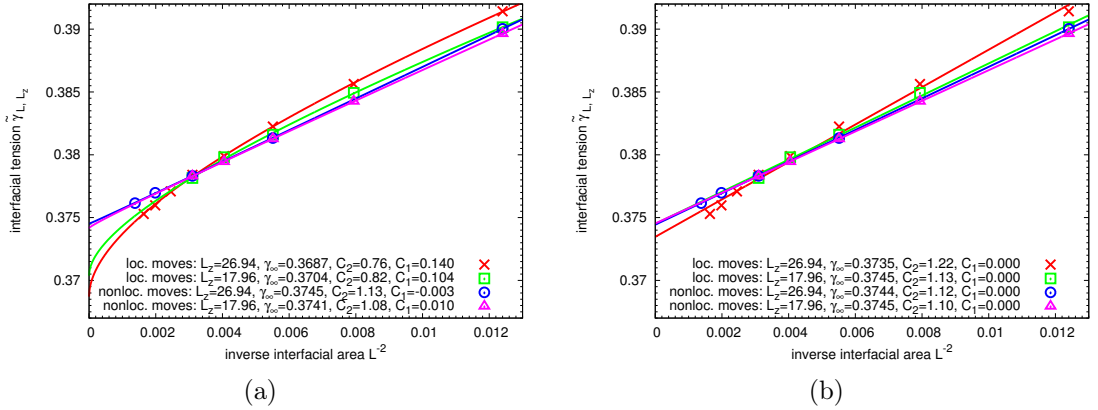 0.39
0.385
0.38
0.375
0.37
interfacial tension γ̃ L, Lz
0
0.002
0.004
0.006
0.008
0.01
0.012
inverse interfacial area L⁻²
loc. moves: Lz=26.94, γ∞=0.3687, C2=0.76, C1=0.140
loc. moves: Lz=17.96, γ∞=0.3704, C2=0.82, C1=0.104
nonloc. moves: Lz=26.94, γ∞=0.3745, C2=1.13, C1=-0.003
nonloc. moves: Lz=17.96, γ∞=0.3741, C2=1.08, C1=0.010
(a)
0.39
0.385
0.38
0.375
0.37
interfacial tension γ̃ L, Lz
0
0.002
0.004
0.006
0.008
0.01
0.012
inverse interfacial area L⁻²
loc. moves: Lz=26.94, γ∞=0.3735, C2=1.22, C1=0.000
loc. moves: Lz=17.96, γ∞=0.3745, C2=1.13, C1=0.000
nonloc. moves: Lz=26.94, γ∞=0.3744, C2=1.12, C1=0.000
nonloc. moves: Lz=17.96, γ∞=0.3745, C2=1.10, C1=0.000
(b)